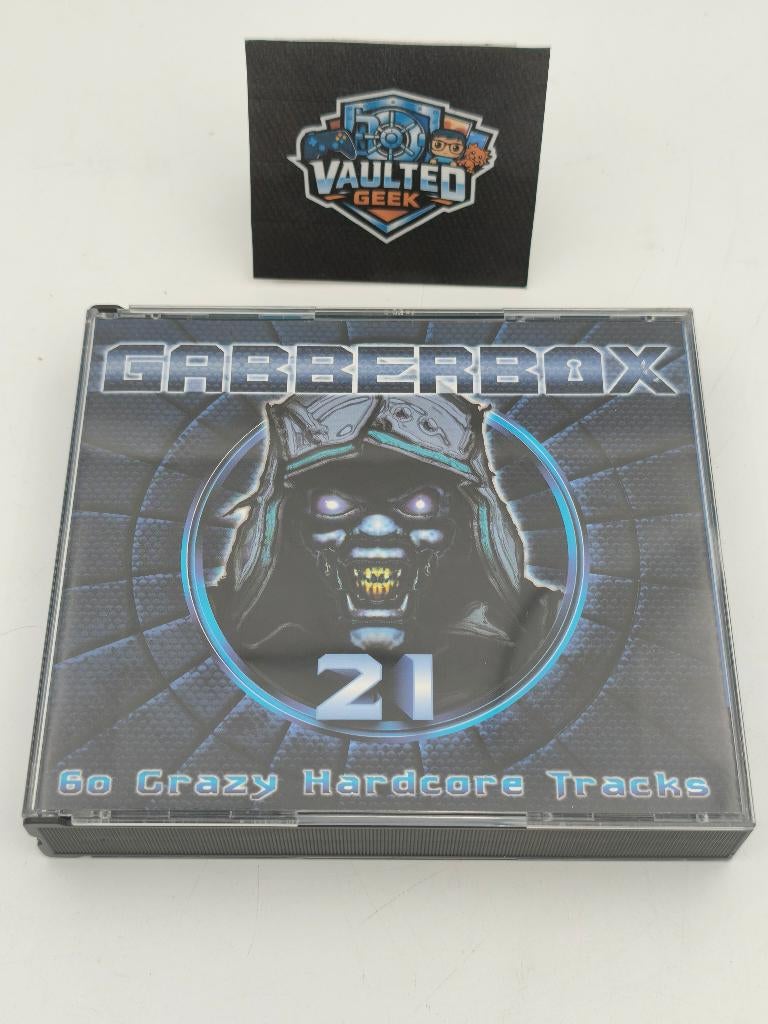 VAULTED
GEEK
GABBERBOX
21
60 Crazy Hardcore Tracks